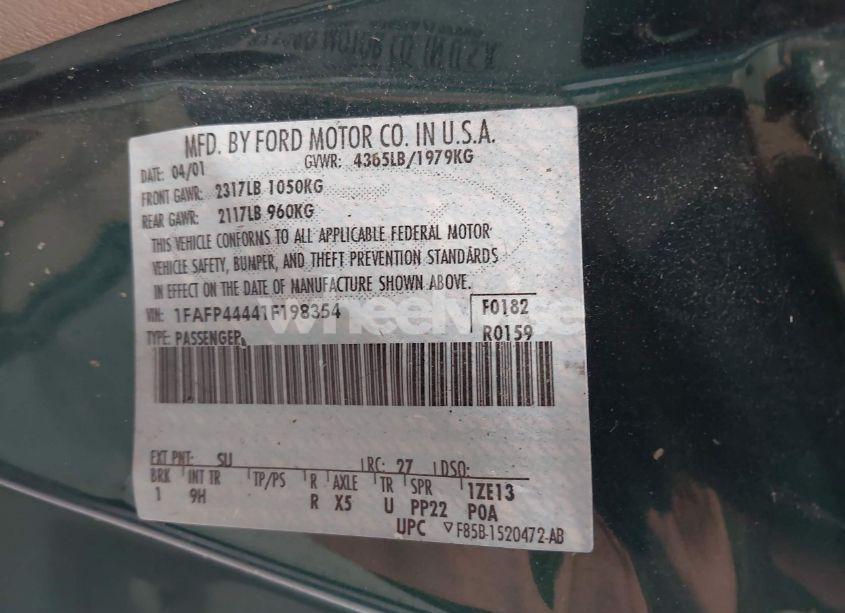 MFD. BY FORD MOTOR CO. IN U.S.A.
DATE: 04/01 GVWR: 4365LB/1979KG
FRONT GAWR: 2317LB 1050KG
REAR GAWR: 2117LB 960KG
THIS VEHICLE CONFORMS TO ALL APPLICABLE FEDERAL MOTOR
VEHICLE SAFETY, BUMPER, AND THEFT PREVENTION STANDARDS
IN EFFECT ON THE DATE OF MANUFACTURE SHOWN ABOVE.
VIN: 1FAFP44441F198354 F0182
TYPE: PASSENGER R0159
EXT PNT: SU RC: 27 DSO:
BRK INT TR TP/PS R AXLE TR SPR 1ZE13
1 9H R X5 U PP22 POA
UPC ▽F85B-1520472-AB